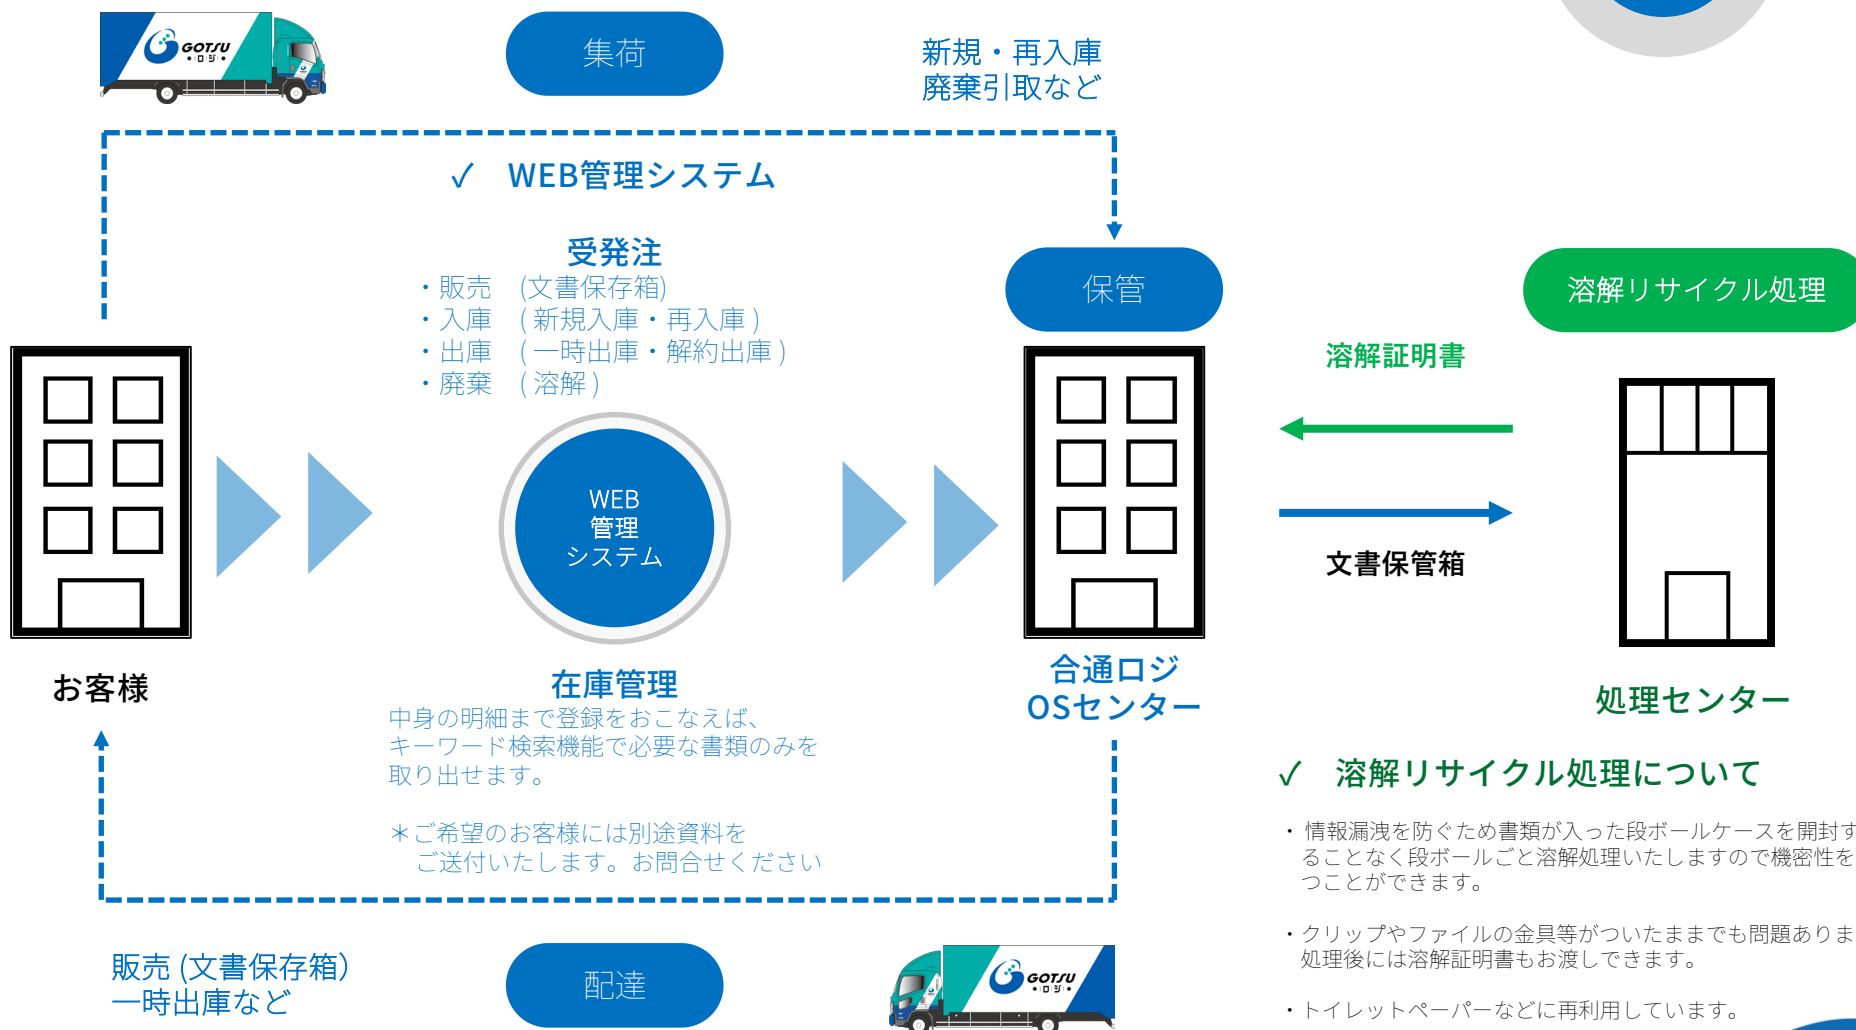 GOTSU
ロジ
集荷
新規・再入庫
廃棄引取など
✓ WEB管理システム
受発注
・販売 (文書保存箱)
・入庫 (新規入庫・再入庫)
・出庫 (一時出庫・解約出庫)
・廃棄 (溶解)
WEB
管理
システム
在庫管理
中身の明細まで登録をおこなえば、
キーワード検索機能で必要な書類のみを
取り出せます。
＊ご希望のお客様には別途資料を
ご送付いたします。お問合せください
お客様
保管
合通ロジ
OSセンター
溶解リサイクル処理
溶解証明書
文書保管箱
処理センター
✓ 溶解リサイクル処理について
・情報漏洩を防ぐため書類が入った段ボールケースを開封す
ることなく段ボールごと溶解処理いたしますので機密性を
つことができます。
・クリップやファイルの金具等がついたままでも問題ありま
処理後には溶解証明書もお渡しできます。
・トイレットペーパーなどに再利用しています。
販売 (文書保存箱)
一時出庫など
配達
GOTSU
ロジ